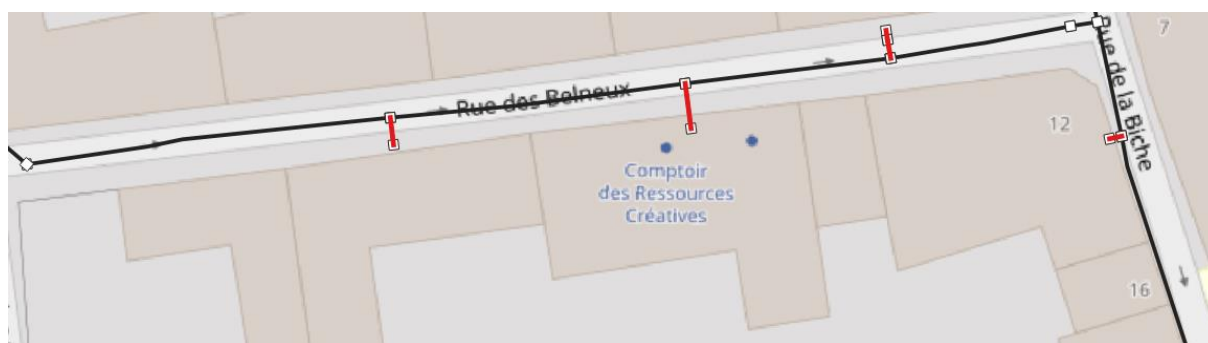 7
Rue des Belneux
Rue de la Biche
12
Comptoir
des Ressources
Créatives
16